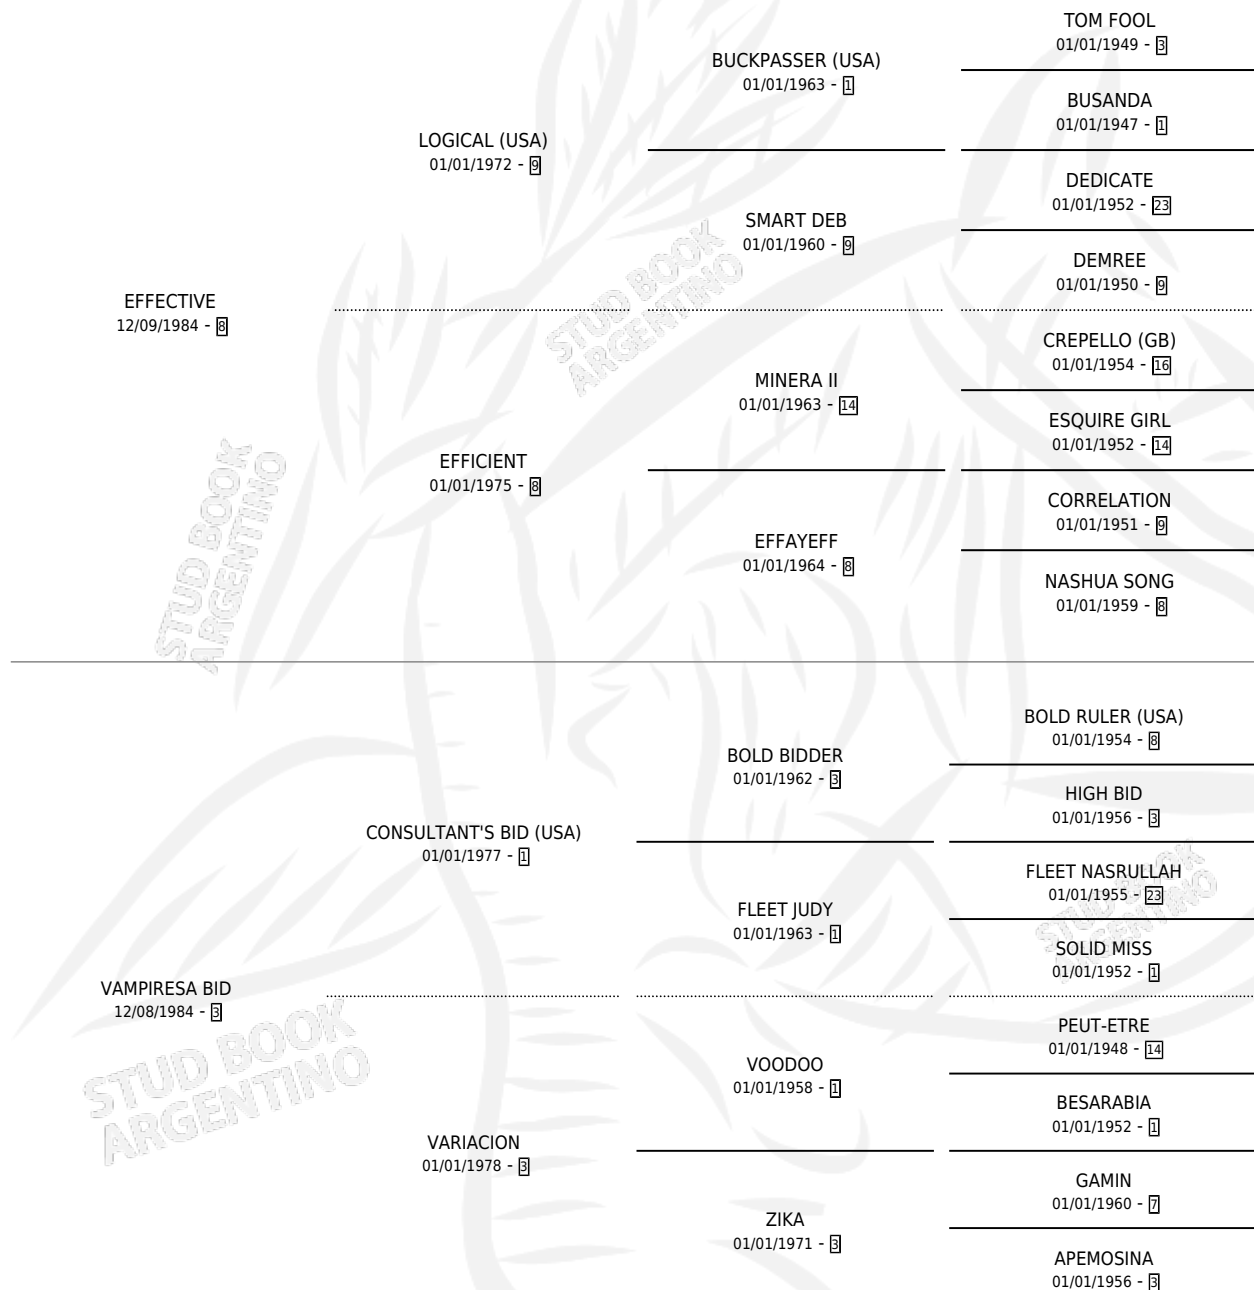 TOM FOOL
01/01/1949 - 3
BUCKPASSER (USA)
01/01/1963 - 1
BUSANDA
01/01/1947 - 1
LOGICAL (USA)
01/01/1972 - 9
DEDICATE
01/01/1952 - 23
SMART DEB
01/01/1960 - 9
DEMREE
01/01/1950 - 9
EFFECTIVE
12/09/1984 - 8
CREPELLO (GB)
01/01/1954 - 16
MINERA II
01/01/1963 - 14
ESQUIRE GIRL
01/01/1952 - 14
EFFICIENT
01/01/1975 - 8
CORRELATION
01/01/1951 - 9
EFFAYEFF
01/01/1964 - 8
NASHUA SONG
01/01/1959 - 8
BOLD RULER (USA)
01/01/1954 - 8
BOLD BIDDER
01/01/1962 - 3
HIGH BID
01/01/1956 - 3
CONSULTANT'S BID (USA)
01/01/1977 - 1
FLEET NASRULLAH
01/01/1955 - 23
FLEET JUDY
01/01/1963 - 1
SOLID MISS
01/01/1952 - 1
VAMPIRESA BID
12/08/1984 - 3
PEUT-ETRE
01/01/1948 - 14
VOODOO
01/01/1958 - 1
BESARABIA
01/01/1952 - 1
VARIACION
01/01/1978 - 3
GAMIN
01/01/1960 - 7
ZIKA
01/01/1971 - 3
APEMOSINA
01/01/1956 - 3
STUD BOOK
ARGENTINO
STUD BOOK
ARGENTINO
STUD BOOK
ARGENTINO
STUD BOOK
ARGENTINO